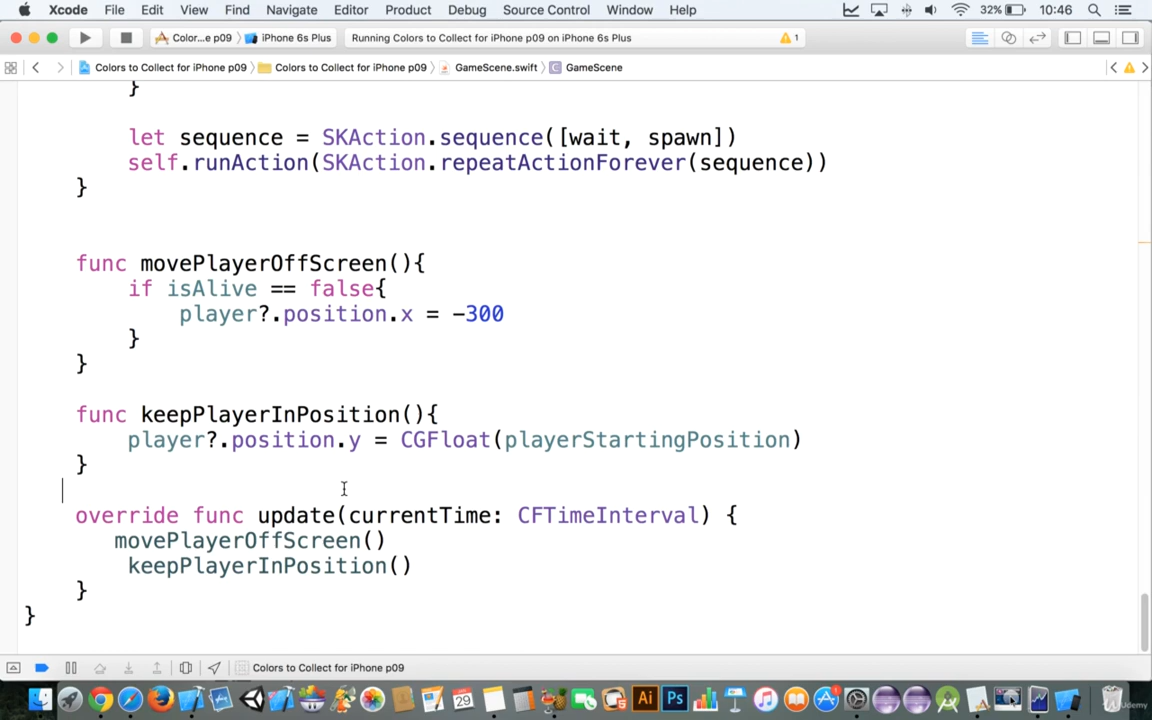 Xcode File Edit View Find Navigate Editor Product Debug Source Control Window Help 32% 10:46
Color...e p09 iPhone 6s Plus Running Colors to Collect for iPhone p09 on iPhone 6s Plus 1
Colors to Collect for iPhone p09 Colors to Collect for iPhone p09 GameScene.swift C GameScene
}
let sequence = SKAction.sequence([wait, spawn])
self.runAction(SKAction.repeatActionForever(sequence))
}
func movePlayerOffScreen(){
if isAlive == false{
player?.position.x = -300
}
}
func keepPlayerInPosition(){
player?.position.y = CGFloat(playerStartingPosition)
}
override func update(currentTime: CFTimeInterval) {
movePlayerOffScreen()
keepPlayerInPosition()
}
}
Colors to Collect for iPhone p09
29 Ai Ps
Udemy